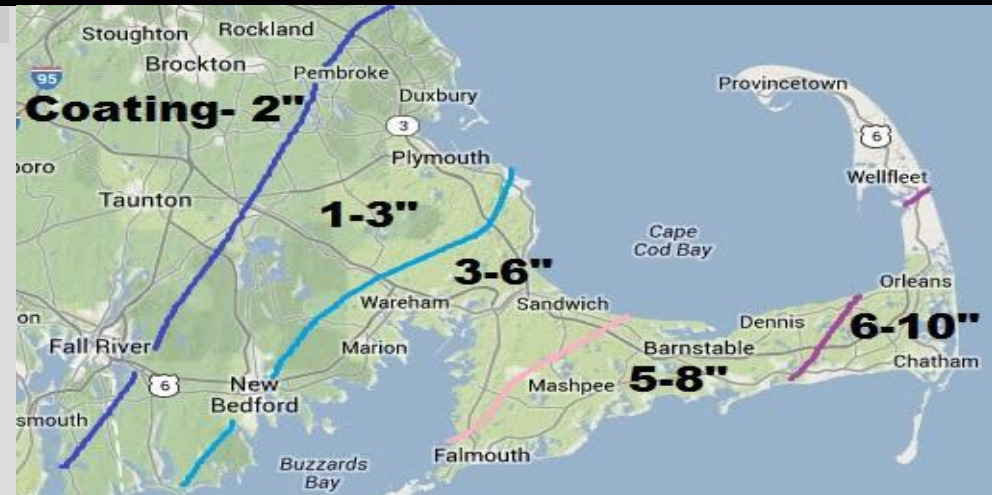 Stoughton
Rockland
Brockton
Pembroke
95
Coating- 2"
Duxbury
3
Plymouth
oro
Taunton
1-3"
Provincetown
6
Wellfleet
Cape
Cod Bay
3-6"
Wareham
Sandwich
Orleans
on
Fall River
Marion
Dennis
6-10"
Barnstable
Chatham
6
New
Bedford
Mashpee
5-8"
smouth
Falmouth
Buzzards
Bay